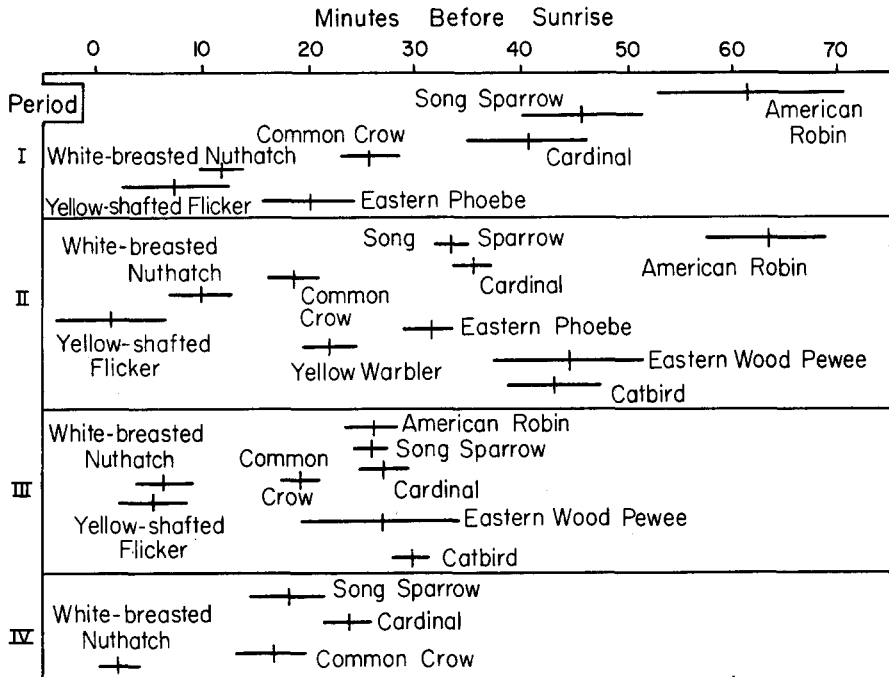 Minutes Before Sunrise
0 10 20 30 40 50 60 70
Period
I
Song Sparrow
American
Robin
Common Crow
Cardinal
White-breasted Nuthatch
Yellow-shafted Flicker
Eastern Phoebe
II
White-breasted
Nuthatch
Song Sparrow
American Robin
Cardinal
Common
Crow
Eastern Phoebe
Yellow-shafted
Flicker
Yellow Warbler
Eastern Wood Pewee
Catbird
III
American Robin
White-breasted
Nuthatch
Song Sparrow
Common
Crow
Cardinal
Yellow-shafted
Flicker
Eastern Wood Pewee
Catbird
IV
Song Sparrow
White-breasted
Nuthatch
Cardinal
Common Crow